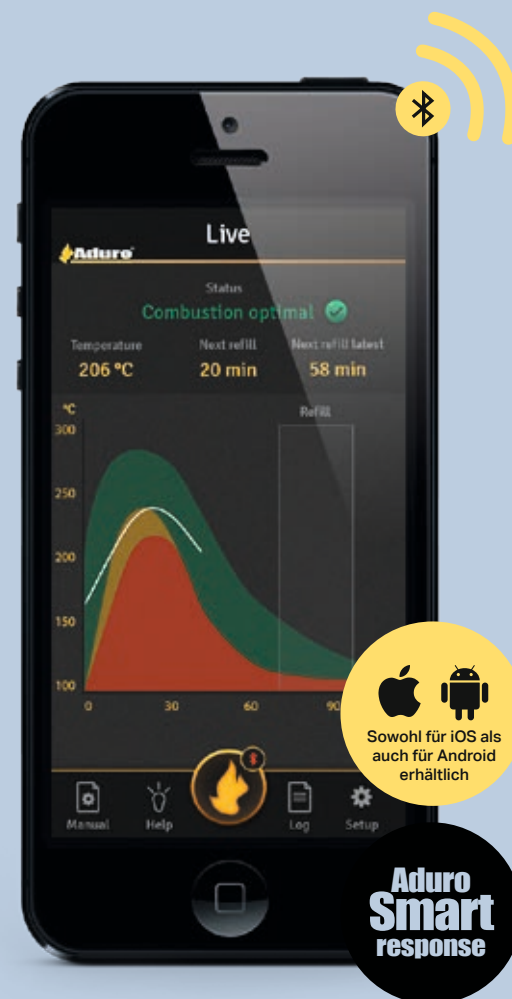 Live
Aduro
Status
Combustion optimal
Temperature Next refill Next refill latest
206 °C 20 min 58 min
°C
Refill
300
250
200
150
100
0 30 60 90
Manual Help Log Setup
Sowohl für iOS als
auch für Android
erhältlich
Aduro
Smart
response